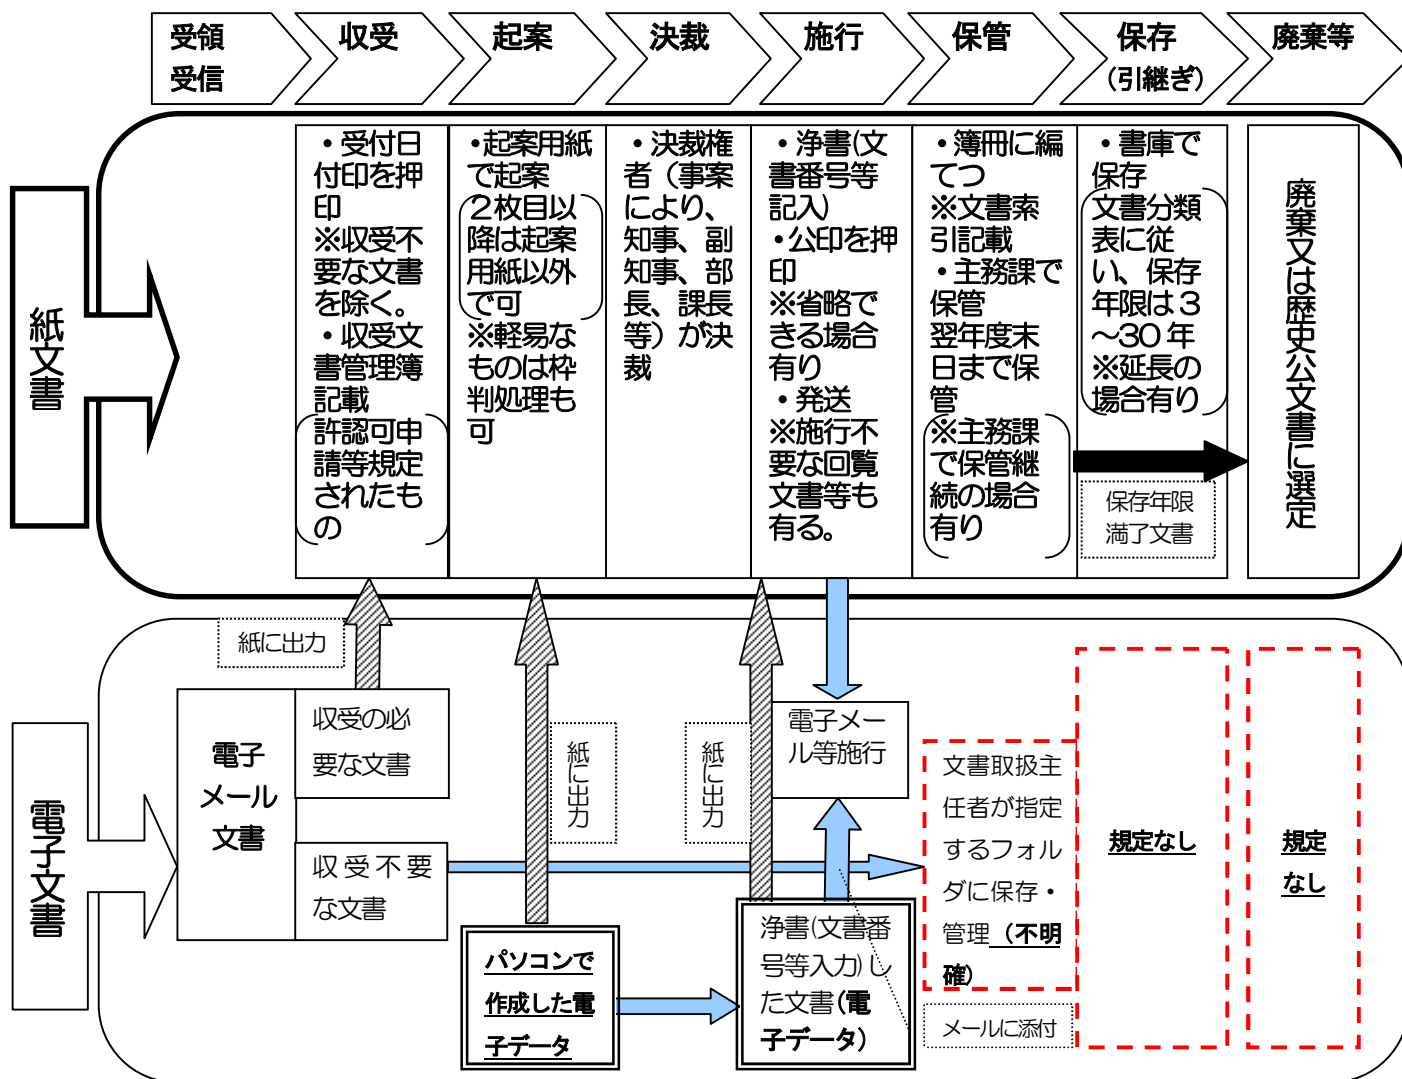 受領
受信
収受
起案
決裁
施行
保管
保存
(引継ぎ)
廃棄等
紙文書
・受付日
付印を押
印
※収受不
要な文書
を除く。
・収受文
書管理簿
記載
許認可申
請等規定
されたも
の
・起案用紙
で起案
2枚目以
降は起案
用紙以外
で可
※軽易な
ものは枠
判処理も
可
・決裁権
者（事案
により、
知事、副
知事、部
長、課長
等）が決
裁
・浄書(文
書番号等
記入)
・公印を押
印
※省略で
きる場合
有り
・発送
※施行不
要な回覧
文書等も
有る。
・簿冊に編
てつ
※文書索
引記載
・主務課で
保管
翌年度末
日まで保
管
※主務課
で保管継
続の場合
有り
・書庫で
保存
文書分類
表に従
い、保存
年限は3
～30年
※延長の
場合有り
保存年限
満了文書
廃棄又は歴史公文書に選定
電子文書
紙に出力
電子
メール
文書
収受の必
要な文書
収受不要
な文書
紙に出力
紙に出力
パソコンで
作成した電
子データ
電子メー
ル等施行
浄書(文書番
号等入力)し
た文書(電
子データ)
文書取扱主
任者が指定
するフォル
ダに保存・
管理（不明
確）
メールに添付
規定なし
規定
なし